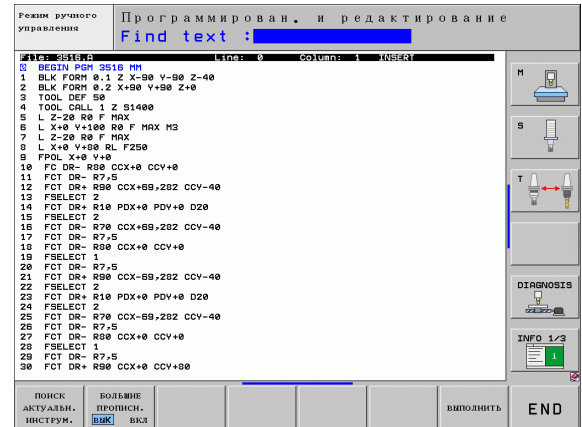 Режим ручного
управления
Программирован. и редактирование
Find text :
File: 3516.A Line: 0 Column: 1 INSERT
0 BEGIN PGM 3516 MM
1 BLK FORM 0.1 Z X-90 Y-90 Z-40
2 BLK FORM 0.2 X+90 Y+90 Z+0
3 TOOL DEF 50
4 TOOL CALL 1 Z S1400
5 L Z-20 R0 F MAX
6 L X+0 Y+100 R0 F MAX M3
7 L Z-20 R0 F MAX
8 L X+0 Y+80 RL F250
9 FPOL X+0 Y+0
10 FC DR- R80 CCX+0 CCY+0
11 FCT DR- R7,5
12 FCT DR+ R90 CCX+69,282 CCY-40
13 FSELECT 2
14 FCT DR+ R10 PDX+0 PDY+0 D20
15 FSELECT 2
16 FCT DR- R70 CCX+69,282 CCY-40
17 FCT DR- R7,5
18 FCT DR- R80 CCX+0 CCY+0
19 FSELECT 1
20 FCT DR- R7,5
21 FCT DR+ R90 CCX-69,282 CCY-40
22 FSELECT 2
23 FCT DR+ R10 PDX+0 PDY+0 D20
24 FSELECT 2
25 FCT DR- R70 CCX-69,282 CCY-40
26 FCT DR- R7,5
27 FCT DR- R80 CCX+0 CCY+0
28 FSELECT 1
29 FCT DR- R7,5
30 FCT DR+ R90 CCX+0 CCY+80
M
S
T
DIAGNOSIS
INFO 1/3
i
ПОИСК
АКТУАЛЬН.
ИНСТРУМ.
БОЛЬШИЕ
ПРОПИСН.
ВЫК ВКЛ
ВЫПОЛНИТЬ
END